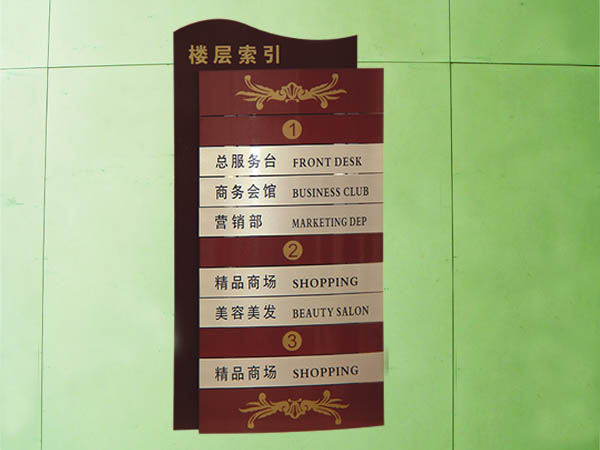 楼层索引
1
总服务台 FRONT DESK
商务会馆 BUSINESS CLUB
营销部 MARKETING DEP
2
精品商场 SHOPPING
美容美发 BEAUTY SALON
3
精品商场 SHOPPING